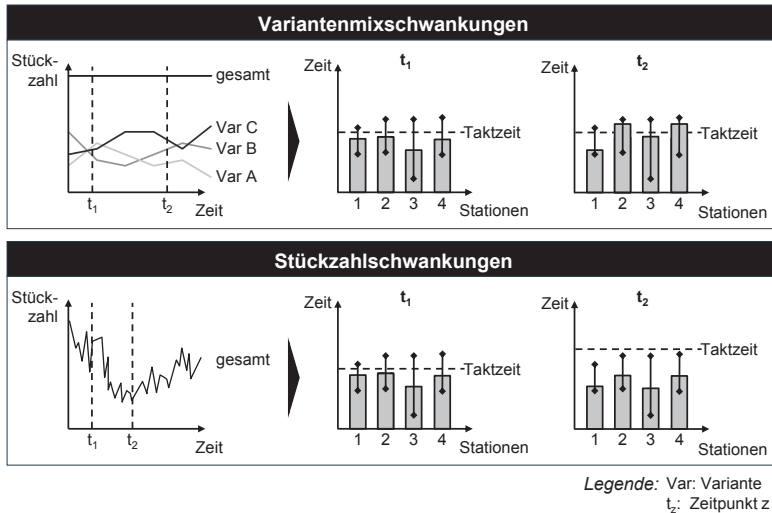 Variantenmixschwankungen
Stück-
zahl
gesamt
Var C
Var B
Var A
t1
t2
Zeit
Zeit
t1
Taktzeit
1 2 3 4
Stationen
Zeit
t2
Taktzeit
1 2 3 4
Stationen
Stückzahlschwankungen
Stück-
zahl
gesamt
t1
t2
Zeit
Zeit
t1
Taktzeit
1 2 3 4
Stationen
Zeit
t2
Taktzeit
1 2 3 4
Stationen
Legende: Var: Variante
tz: Zeitpunkt z